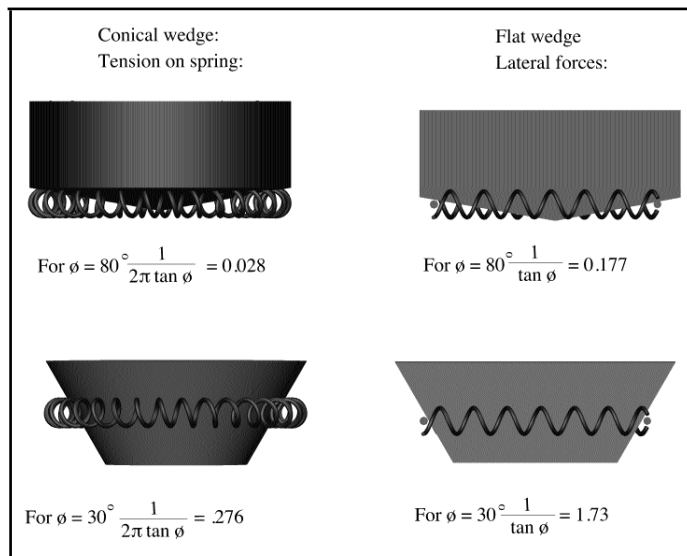 Conical wedge:
Tension on spring:
Flat wedge
Lateral forces:
For ø = 80° 1 / 2π tan ø = 0.028
For ø = 80° 1 / tan ø = 0.177
For ø = 30° 1 / 2π tan ø = .276
For ø = 30° 1 / tan ø = 1.73